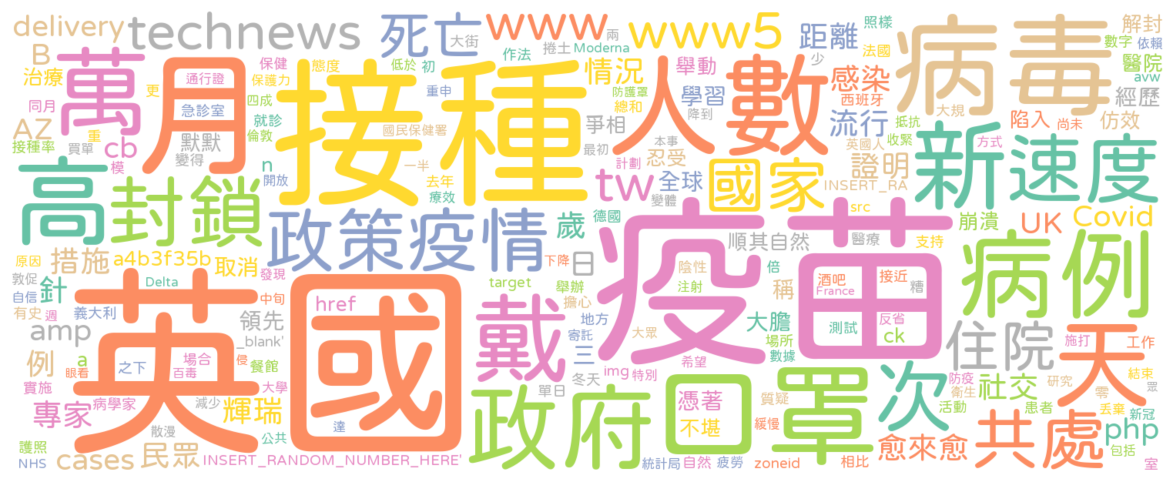 delivery technews 死亡 www www5 距離 照樣 解封
B 大街 捲土 兩 Moderna 少 法國 數字 依賴
萬 月 接種 人數 病毒
治療 通行證 保健 態度 低於 初 作法 情況 舉動 感染 醫院 avw
同月 更 急診室 保護力 四成 重申 防護罩 總和 學習 西班牙 大規 經歷
AZ 重 默默 就診 國民保健署 爭相 降到 流行 抵抗 陷入 尚未 仿效
接種率 買單 cb 變得 倫敦 一半 最初 本事 忍受 計劃 英國人 收緊
模 n 開放 去年 療效 tw 全球 變體 國家 證明 方式 新 速度
高 封鎖 政策 疫情 歲 德國 INSERT_RA src 崩潰 UK Covid
原因 措施 a4b3f35b 取消 針 下降 日 順其自然 醫療 支持 病例
敦促 自信 Delta 發現 target 舉辦 倍 陰性 注射 酒吧 接近
有史 週 義大利 中旬 href 擔心 稱 France 糟
英國 戴 疫苗
amp 領先 _blank' 地方 寄託 大眾 大膽 場所 測試 反省 ck 住院 天
例 a 眼看 之下 場合 百毒 侵 餐館 三 數據 施打 工作
實施 輝瑞 大學 單日 冬天 img 特別 希望 防疫 衛生 研究 結束
專家 病學家 減少 政府 口罩 憑著 質疑 次 社交 零 眾
活動 患者 丟棄 新冠
散漫 公共 達 不堪 緩慢 共處 php 包括
護照 NHS cases 民眾 INSERT_RANDOM_NUMBER_HERE' 統計局 自然 疲勞 zoneid 相比 愈來愈 室